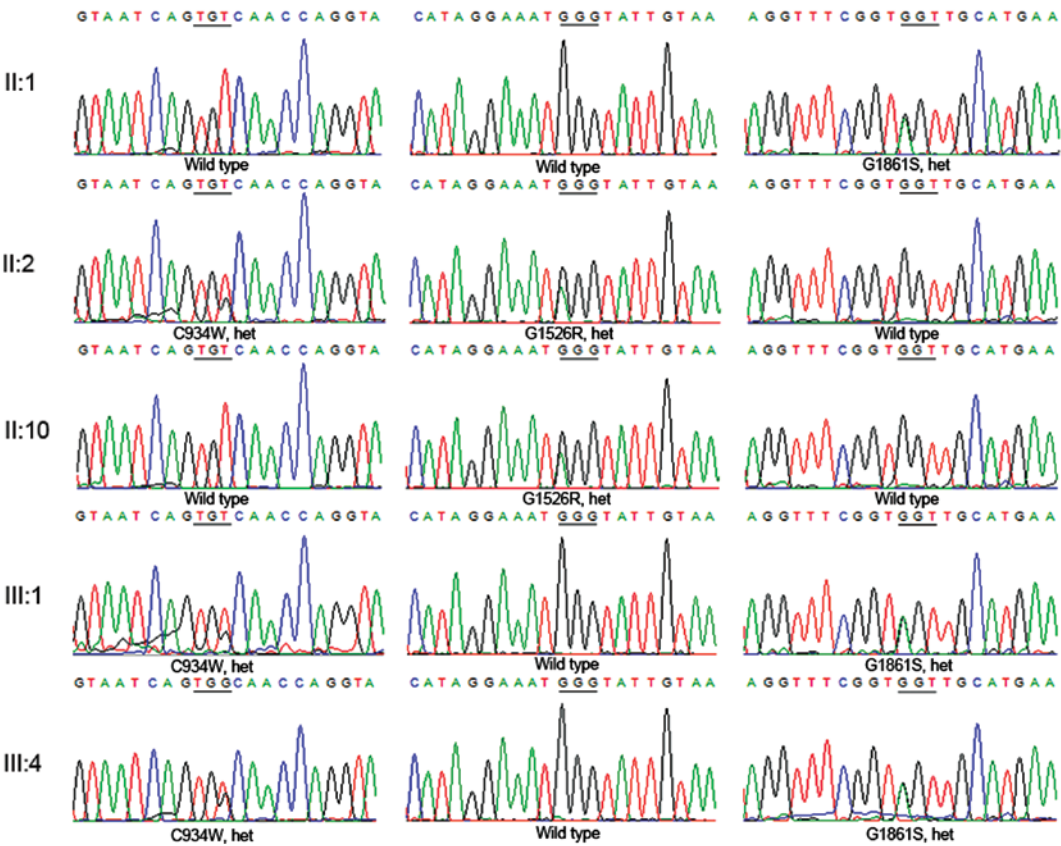 GTAATCAGTGTCAACCAGGTA CATAGGAAATGGGTATTGTAA AGGTTTCGGTGGTTGCATGAA
II:1
Wild type Wild type G1861S, het
GTAATCAGTGTCAACCAGGTA CATAGGAAATGGGTATTGTAA AGGTTTCGGTGGTTGCATGAA
II:2
C934W, het G1526R, het Wild type
GTAATCAGTGTCAACCAGGTA CATAGGAAATGGGTATTGTAA AGGTTTCGGTGGTTGCATGAA
II:10
Wild type G1526R, het Wild type
GTAATCAGTGTCAACCAGGTA CATAGGAAATGGGTATTGTAA AGGTTTCGGTGGTTGCATGAA
III:1
C934W, het Wild type G1861S, het
GTAATCAGTGGCAACCAGGTA CATAGGAAATGGGTATTGTAA AGGTTTCGGTGGTTGCATGAA
III:4
C934W, het Wild type G1861S, het